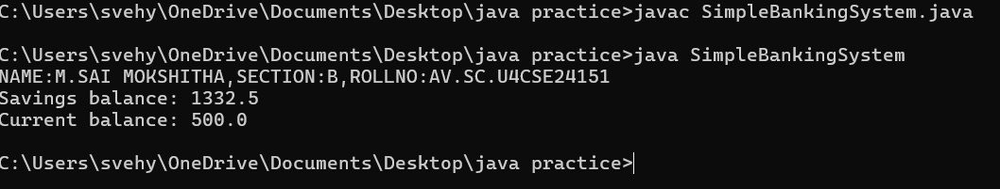 C:\Users\svehy\OneDrive\Documents\Desktop\java practice>javac SimpleBankingSystem.java
C:\Users\svehy\OneDrive\Documents\Desktop\java practice>java SimpleBankingSystem
NAME:M.SAI MOKSHITHA,SECTION:B,ROLLNO:AV.SC.U4CSE24151
Savings balance: 1332.5
Current balance: 500.0
C:\Users\svehy\OneDrive\Documents\Desktop\java practice>